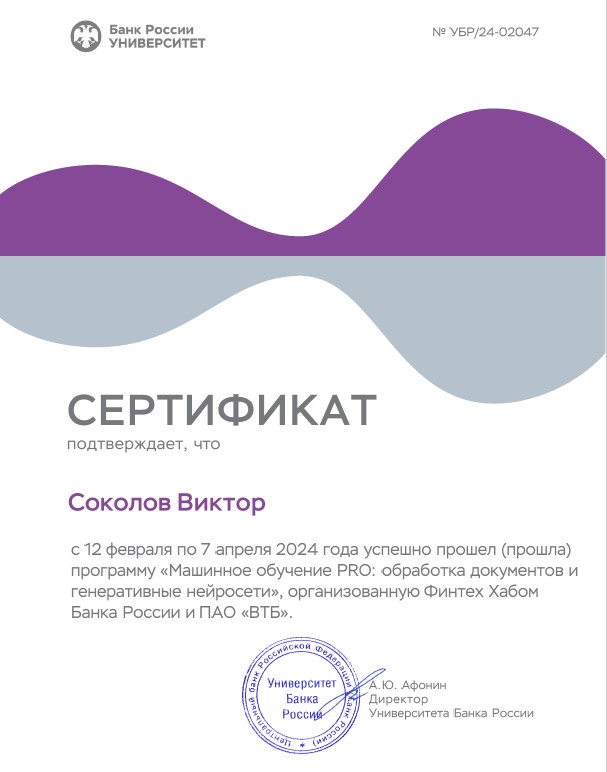 Банк России
УНИВЕРСИТЕТ
№ УБР/24-02047
СЕРТИФИКАТ
подтверждает, что
Соколов Виктор
с 12 февраля по 7 апреля 2024 года успешно прошел (прошла)
программу «Машинное обучение PRO: обработка документов и
генеративные нейросети», организованную Финтех Хабом
Банка России и ПАО «ВТБ».
Центральный банк Российской Федерации (Банк России)
Университет
Банка
России
А.Ю. Афонин
Директор
Университета Банка России